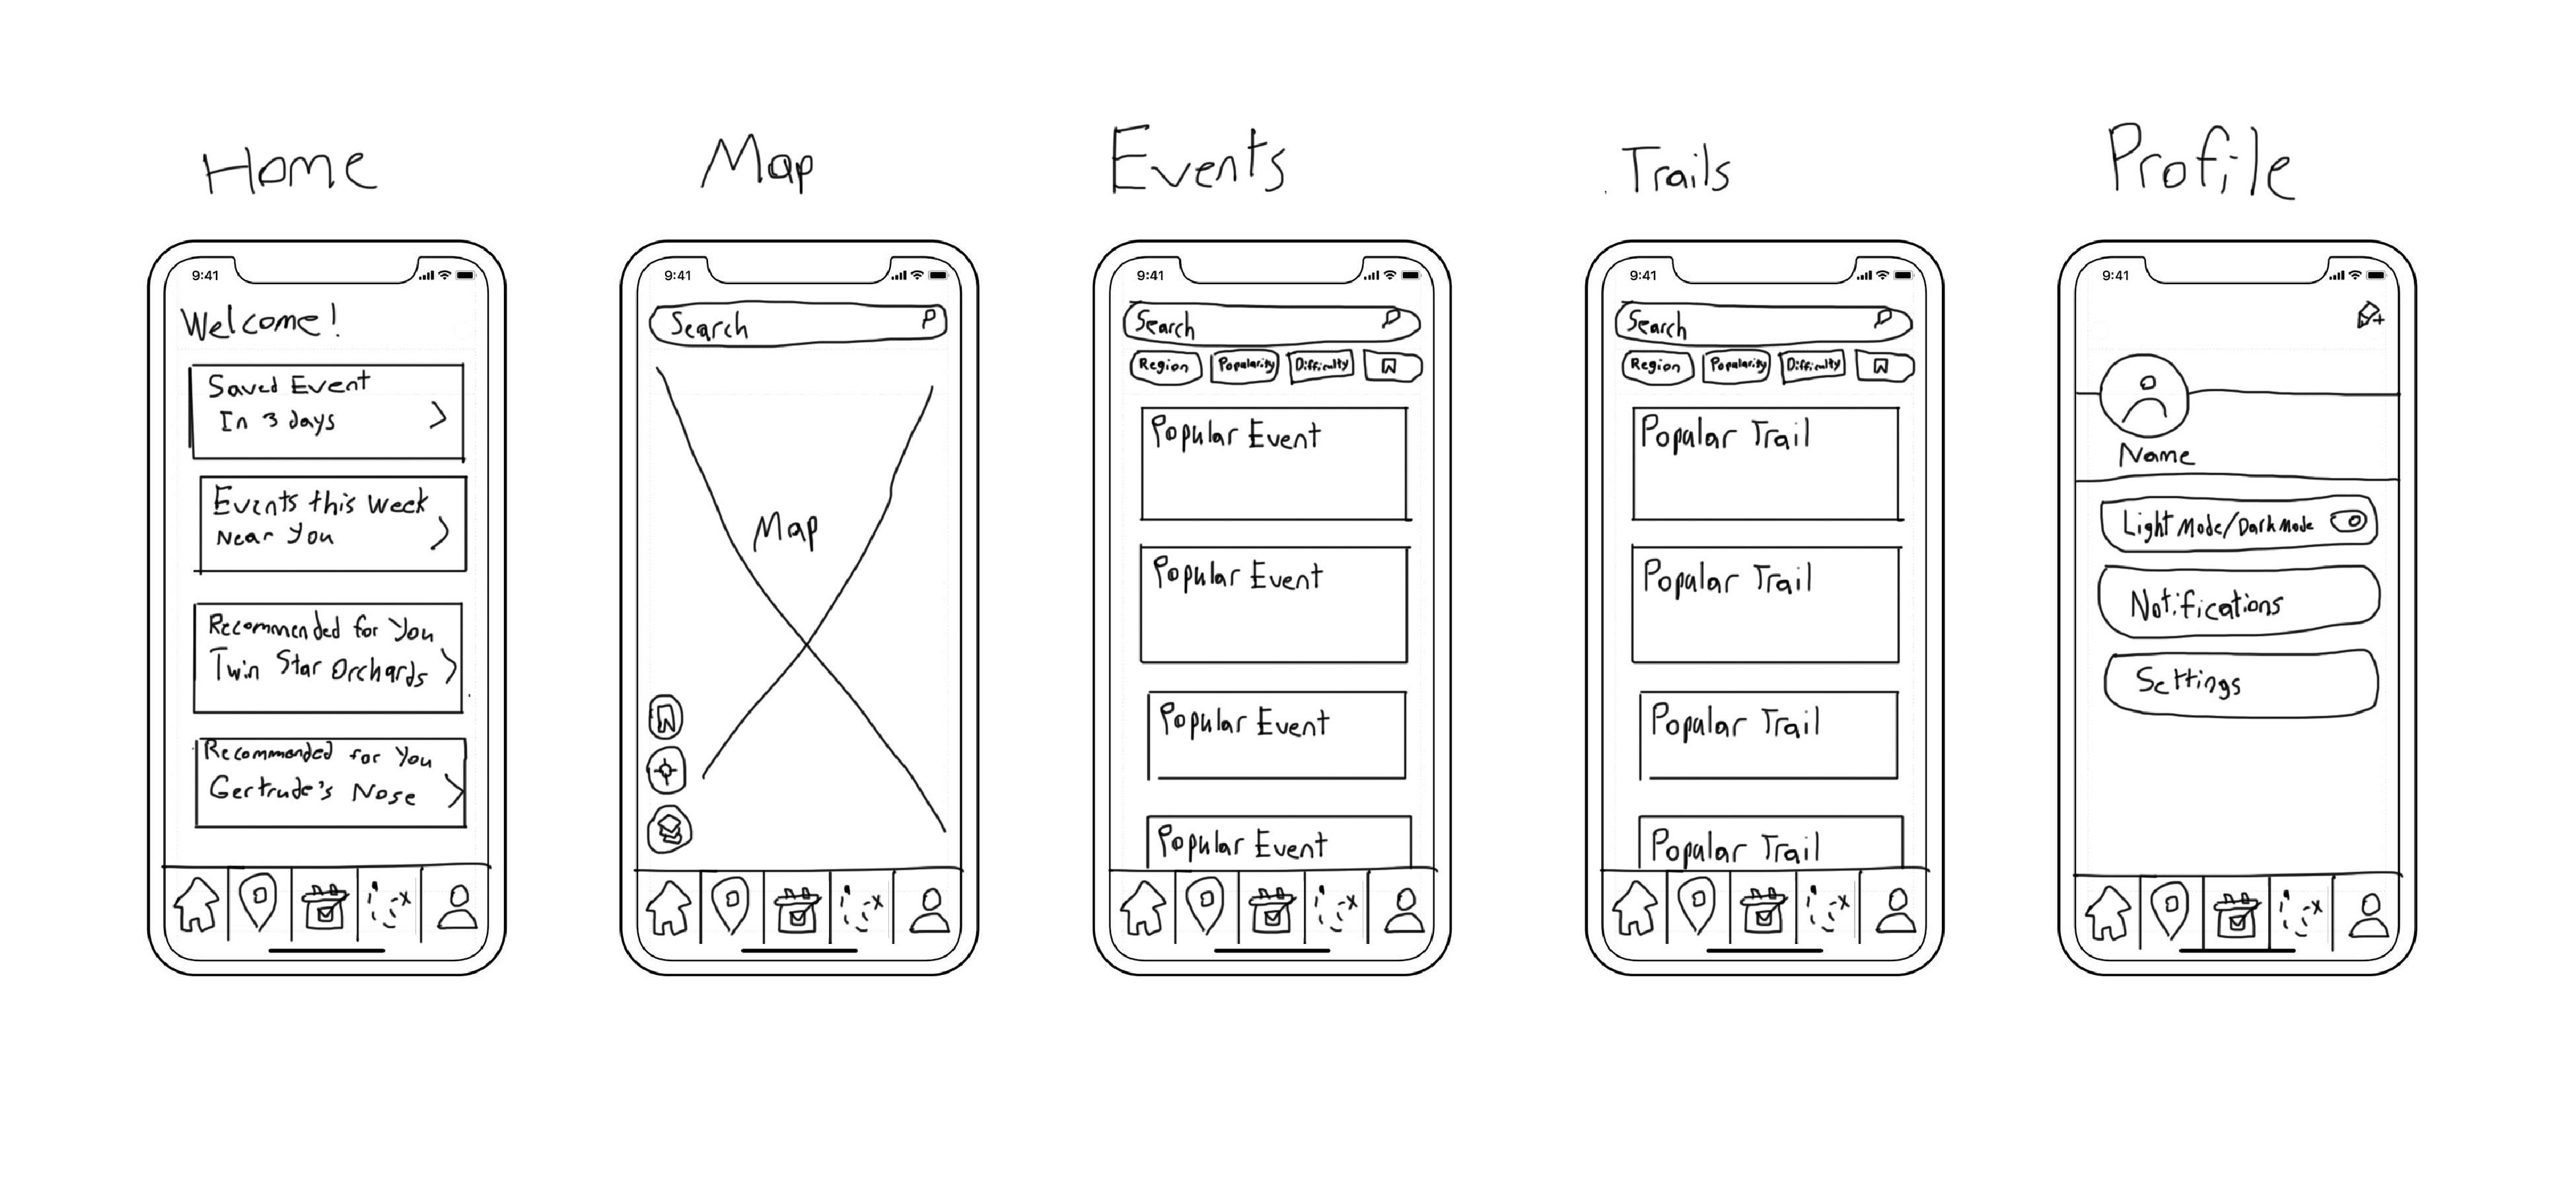 Home
Map
Events
Trails
Profile
9:41
Welcome!
Saved Event
In 3 days
Events this Week
Near You
Recommended for You
Twin Star Orchards
Recommended for You
Gertrude's Nose
9:41
Search
Map
9:41
Search
Region Popularity Difficulty
Popular Event
Popular Event
Popular Event
Popular Event
9:41
Search
Region Popularity Difficulty
Popular Trail
Popular Trail
Popular Trail
Popular Trail
9:41
Name
Light Mode/Dark Mode
Notifications
Settings